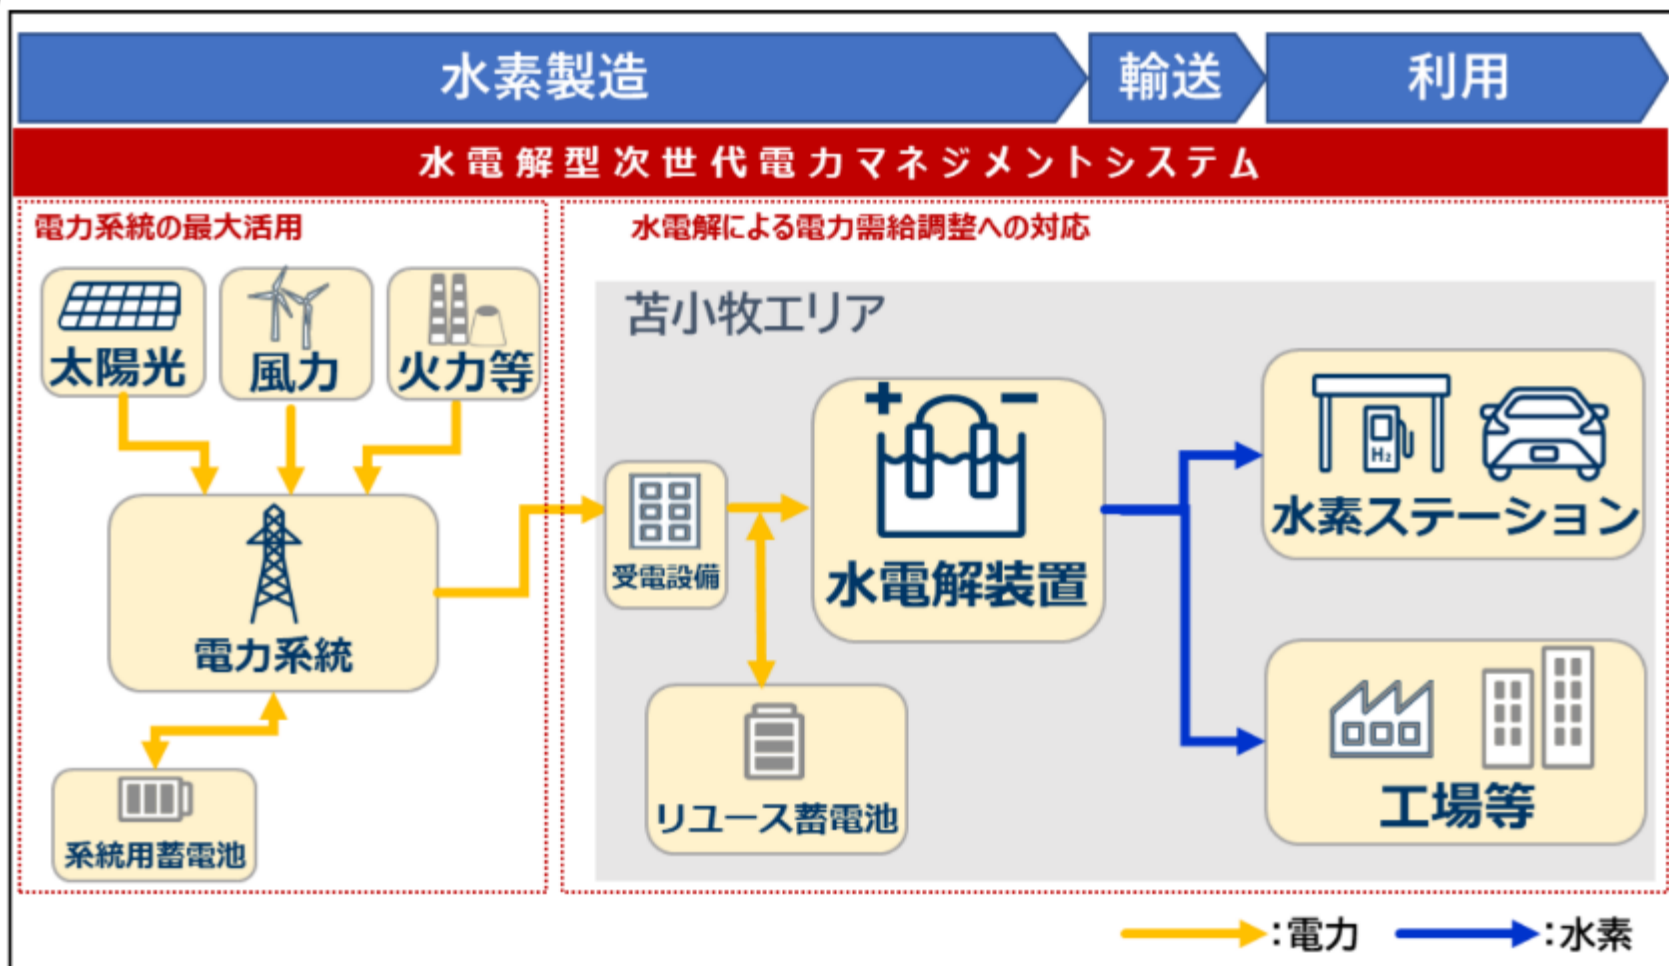 水素製造
輸送
利用
水電解型次世代電力マネジメントシステム
電力系統の最大活用
水電解による電力需給調整への対応
太陽光
風力
火力等
苫小牧エリア
電力系統
系統用蓄電池
受電設備
水電解装置
リユース蓄電池
H₂
水素ステーション
工場等
:電力
:水素